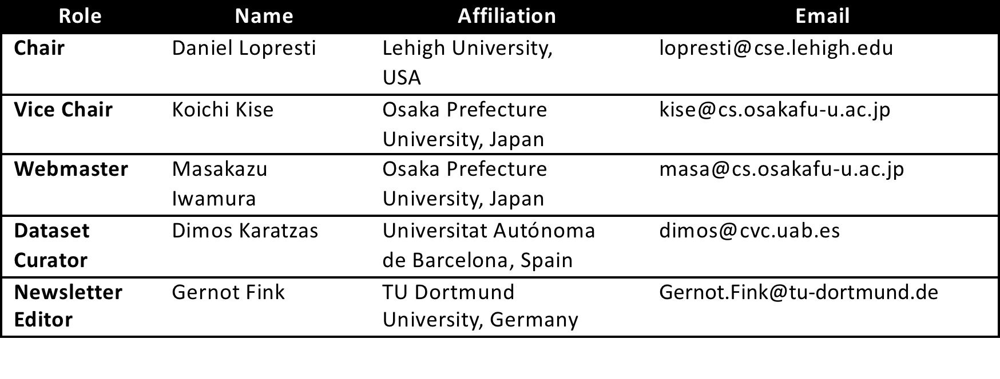 Role Name Affiliation Email
Chair Daniel Lopresti Lehigh University, lopresti@cse.lehigh.edu
USA
Vice Chair Koichi Kise Osaka Prefecture kise@cs.osakafu-u.ac.jp
University, Japan
Webmaster Masakazu Osaka Prefecture masa@cs.osakafu-u.ac.jp
Iwamura University, Japan
Dataset Dimos Karatzas Universitat Autónoma dimos@cvc.uab.es
Curator de Barcelona, Spain
Newsletter Gernot Fink TU Dortmund Gernot.Fink@tu-dortmund.de
Editor University, Germany